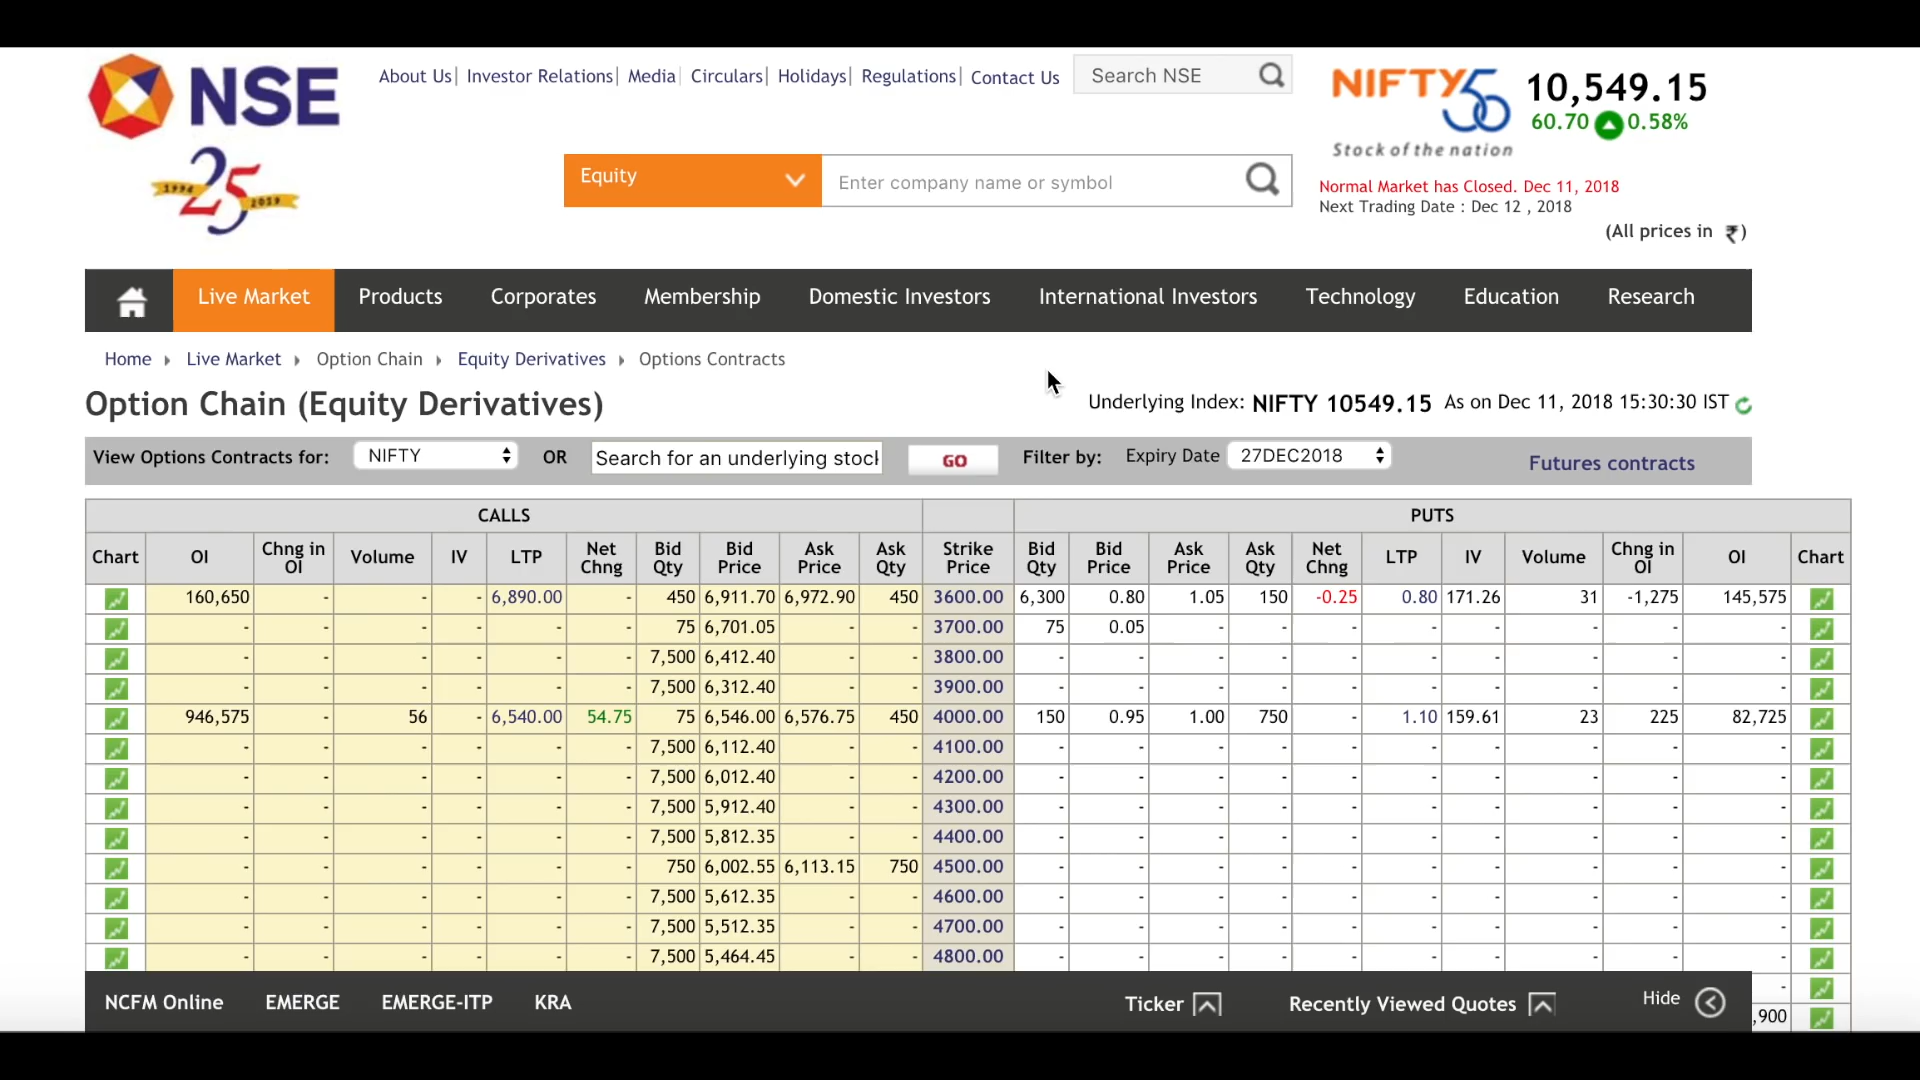 NSE
About Us| Investor Relations| Media| Circulars| Holidays| Regulations| Contact Us
Search NSE
NIFTY50
Stock of the nation
10,549.15
60.70 0.58%
1994 25 2019
Equity
Enter company name or symbol
Normal Market has Closed. Dec 11, 2018
Next Trading Date : Dec 12 , 2018
(All prices in ₹)
Live Market Products Corporates Membership Domestic Investors International Investors Technology Education Research
Home Live Market Option Chain Equity Derivatives Options Contracts
Option Chain (Equity Derivatives)
Underlying Index: NIFTY 10549.15 As on Dec 11, 2018 15:30:30 IST
View Options Contracts for: NIFTY OR Search for an underlying stock GO Filter by: Expiry Date 27DEC2018 Futures contracts
CALLS PUTS
Chart OI Chng in OI Volume IV LTP Net Chng Bid Qty Bid Price Ask Price Ask Qty Strike Price Bid Qty Bid Price Ask Price Ask Qty Net Chng LTP IV Volume Chng in OI OI Chart
160,650 - - - 6,890.00 - 450 6,911.70 6,972.90 450 3600.00 6,300 0.80 1.05 150 -0.25 0.80 171.26 31 -1,275 145,575
- - - - - - 75 6,701.05 - - 3700.00 75 0.05 - - - - - - - -
- - - - - - 7,500 6,412.40 - - 3800.00 - - - - - - - - - -
- - - - - - 7,500 6,312.40 - - 3900.00 - - - - - - - - - -
946,575 - 56 - 6,540.00 54.75 75 6,546.00 6,576.75 450 4000.00 150 0.95 1.00 750 - 1.10 159.61 23 225 82,725
- - - - - - 7,500 6,112.40 - - 4100.00 - - - - - - - - - -
- - - - - - 7,500 6,012.40 - - 4200.00 - - - - - - - - - -
- - - - - - 7,500 5,912.40 - - 4300.00 - - - - - - - - - -
- - - - - - 7,500 5,812.35 - - 4400.00 - - - - - - - - - -
- - - - - - 750 6,002.55 6,113.15 750 4500.00 - - - - - - - - - -
- - - - - - 7,500 5,612.35 - - 4600.00 - - - - - - - - - -
- - - - - - 7,500 5,512.35 - - 4700.00 - - - - - - - - - -
- - - - - - 7,500 5,464.45 - - 4800.00 - - - - - - - - - -
-
,900
NCFM Online EMERGE EMERGE-ITP KRA Ticker Recently Viewed Quotes Hide